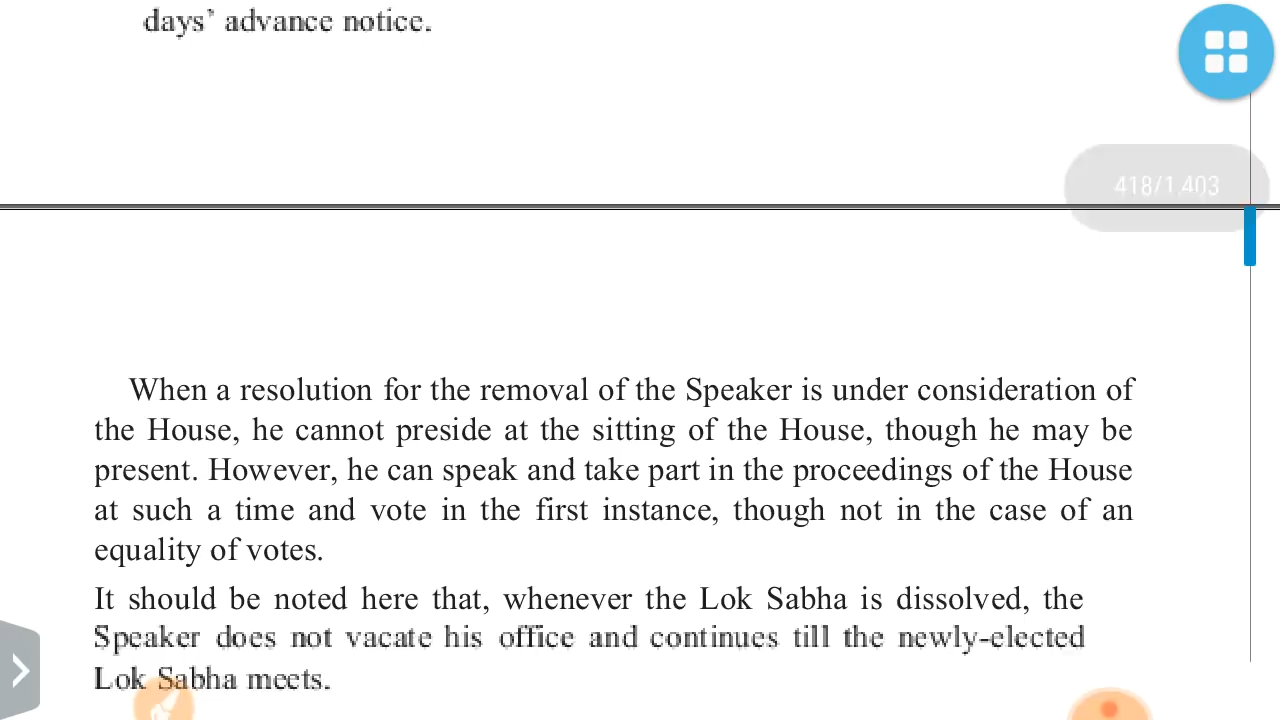 days’ advance notice.
418/1,403
When a resolution for the removal of the Speaker is under consideration of
the House, he cannot preside at the sitting of the House, though he may be
present. However, he can speak and take part in the proceedings of the House
at such a time and vote in the first instance, though not in the case of an
equality of votes.
It should be noted here that, whenever the Lok Sabha is dissolved, the
Speaker does not vacate his office and continues till the newly-elected
Lok Sabha meets.